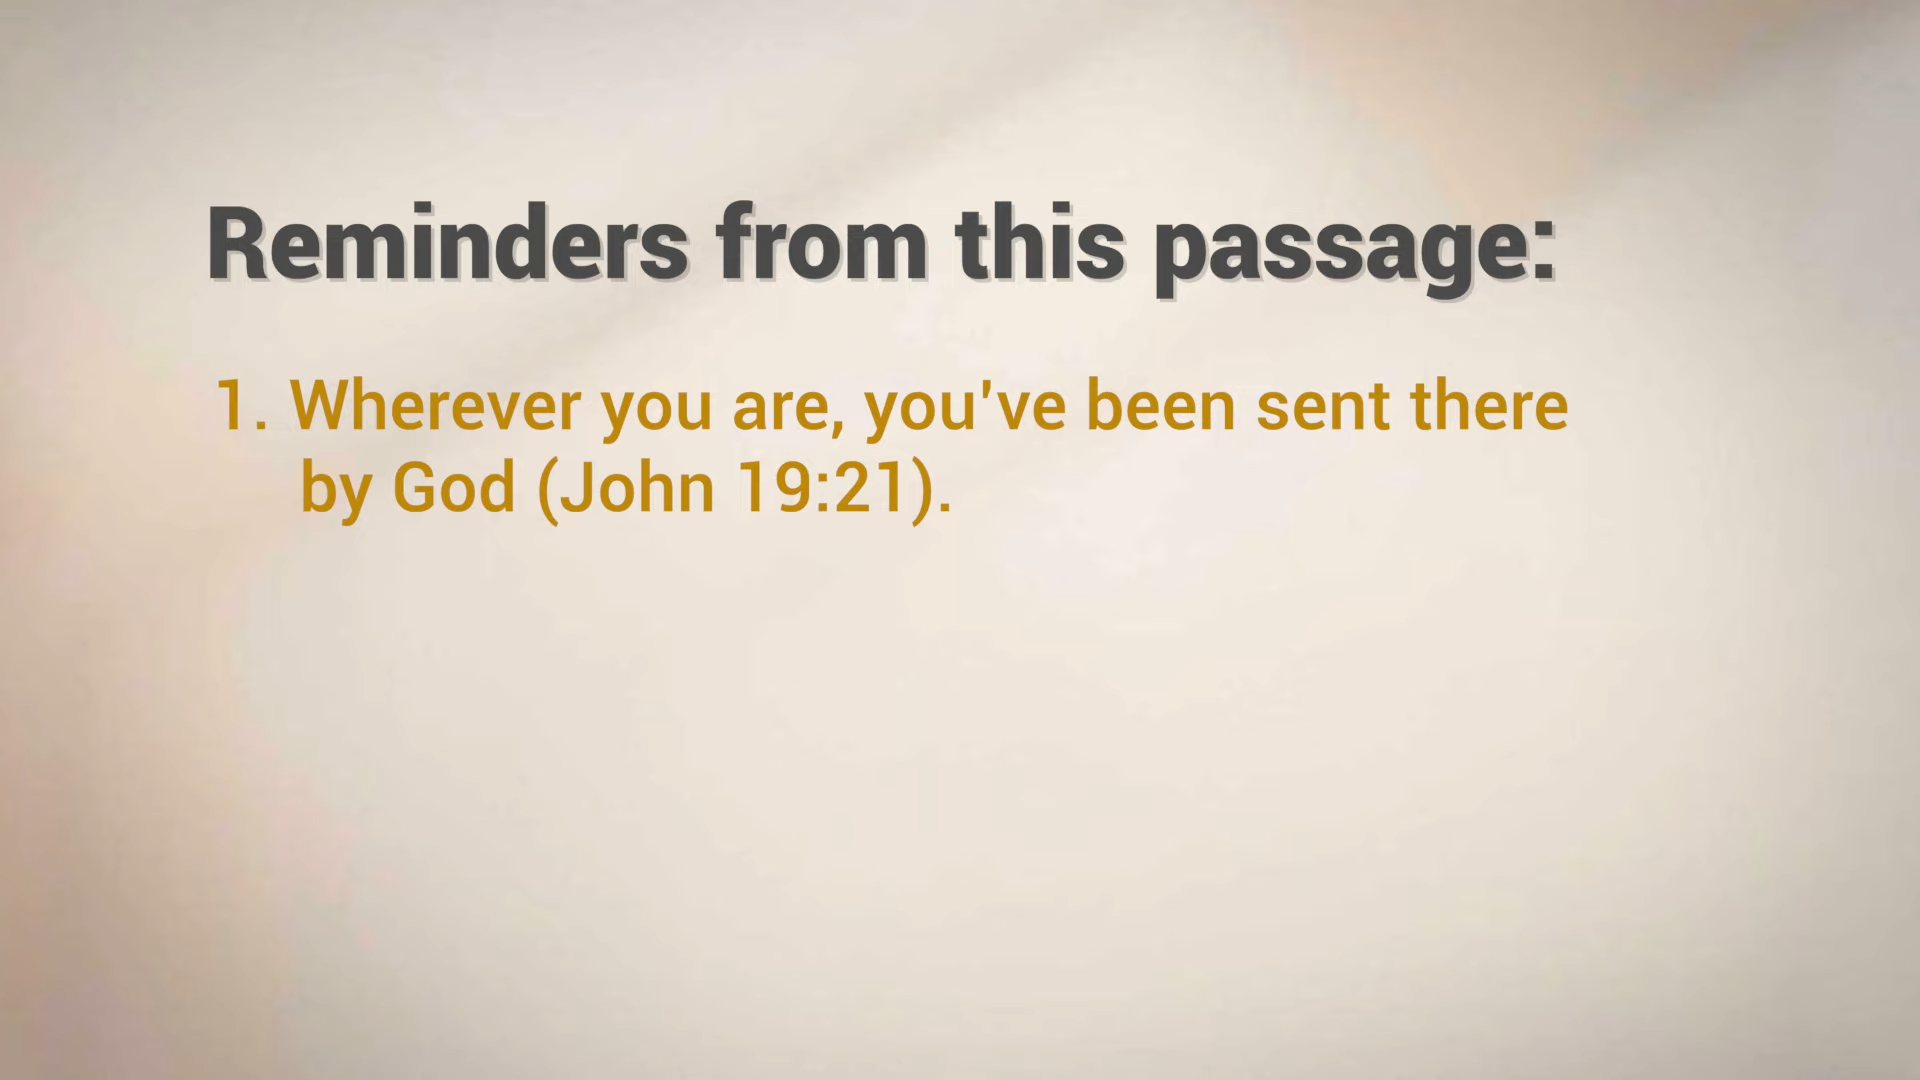 Reminders from this passage:
1. Wherever you are, you've been sent there
by God (John 19:21).